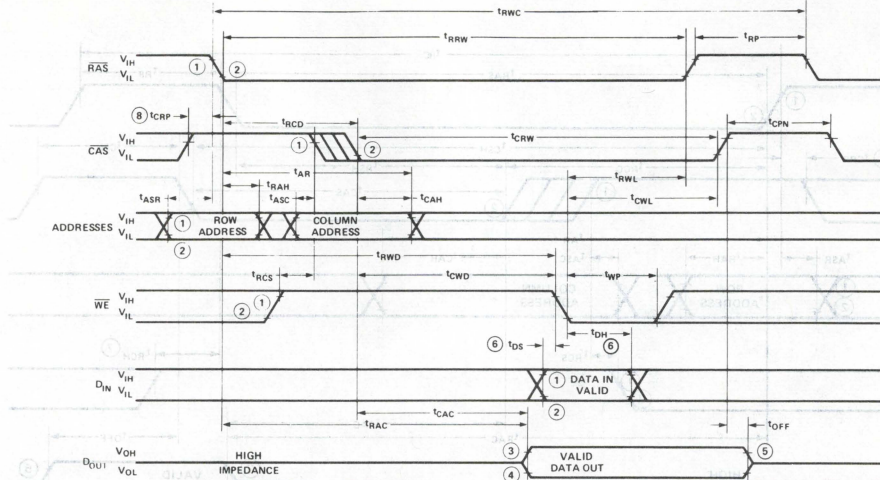 tRWC
tRRW
tRP
RAS VIH VIL
1 2
8 tCRP
tRCD
tCRW
tCPN
CAS VIH VIL
1 2
tAR
tRWL
tRAH
tASR tASC tCAH tCWL
ADDRESSES VIH VIL
1 ROW ADDRESS COLUMN ADDRESS
2
tRWD
tRCS tCWD tWP
WE VIH VIL
2 1
6 tDS tDH 6
DIN VIH VIL
1 DATA IN VALID
2
tCAC
tRAC
tOFF
DOUT VOH VOL
HIGH IMPEDANCE
3 VALID DATA OUT 5
4